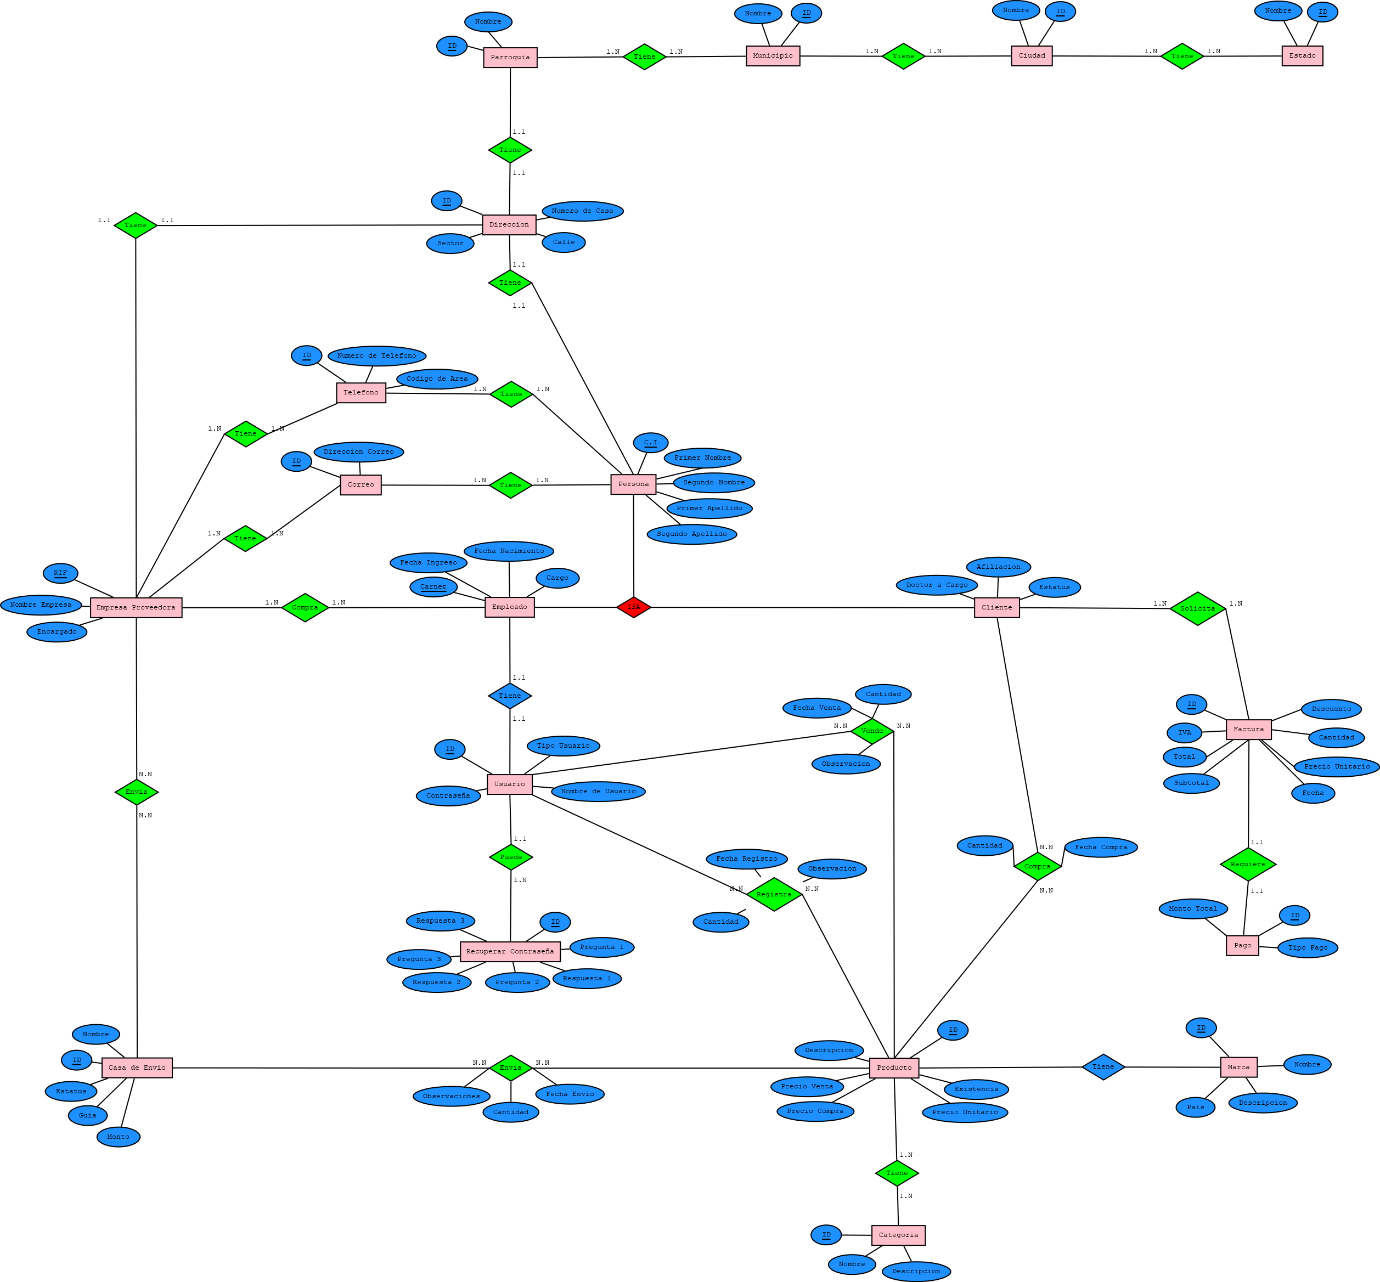 Nombre
ID
Parroquia
1.N
Tiene
1.N
Nombre
ID
Municipio
1.N
Tiene
1.N
Nombre
ID
Ciudad
1.N
Tiene
1.N
Nombre
ID
Estado
1.1
Tiene
1.1
ID
Numero de Casa
Direccion
Sector
Calle
1.1
Tiene
1.1
1.1
Tiene
1.1
ID
Numero de Telefono
Codigo de Area
Telefono
1.N
Tiene
1.N
1.N
Tiene
1.N
ID
Direccion Correo
Correo
1.N
Tiene
1.N
1.N
Tiene
1.N
C.I
Primer Nombre
Segundo Nombre
Persona
Primer Apellido
Segundo Apellido
RIF
Nombre Empresa
Encargado
Empresa Proveedora
1.N
Compra
1.N
Fecha Ingreso
Fecha Nacimiento
Carnet
Cargo
Empleado
ISA
Doctor a Cargo
Afiliacion
Estatus
Cliente
1.N
Solicita
1.N
1.1
Tiene
1.1
ID
Tipo Usuario
Usuario
Contraseña
Nombre de Usuario
Fecha Venta
Cantidad
N.N
Vende
N.N
Observacion
ID
IVA
Total
Subtotal
Factura
Descuento
Cantidad
Precio Unitario
Fecha
N.N
Envia
N.N
1.1
Puede
1.N
Fecha Registro
Observacion
N.N
Registra
N.N
Cantidad
Cantidad
Fecha Compra
N.N
Compra
N.N
1.1
Requiere
1.1
Monto Total
ID
Pago
Tipo Pago
Respuesta 3
ID
Pregunta 1
Recuperar Contraseña
Pregunta 3
Respuesta 2
Pregunta 2
Respuesta 1
Nombre
ID
Casa de Envio
Estatus
Guia
Monto
N.N
Envia
N.N
Observaciones
Cantidad
Fecha Envio
ID
Descripcion
Producto
Precio Venta
Existencia
Precio Compra
Precio Unitario
Tiene
ID
Marca
Nombre
Pais
Descripcion
1.N
Tiene
1.N
ID
Categoria
Nombre
Descripcion